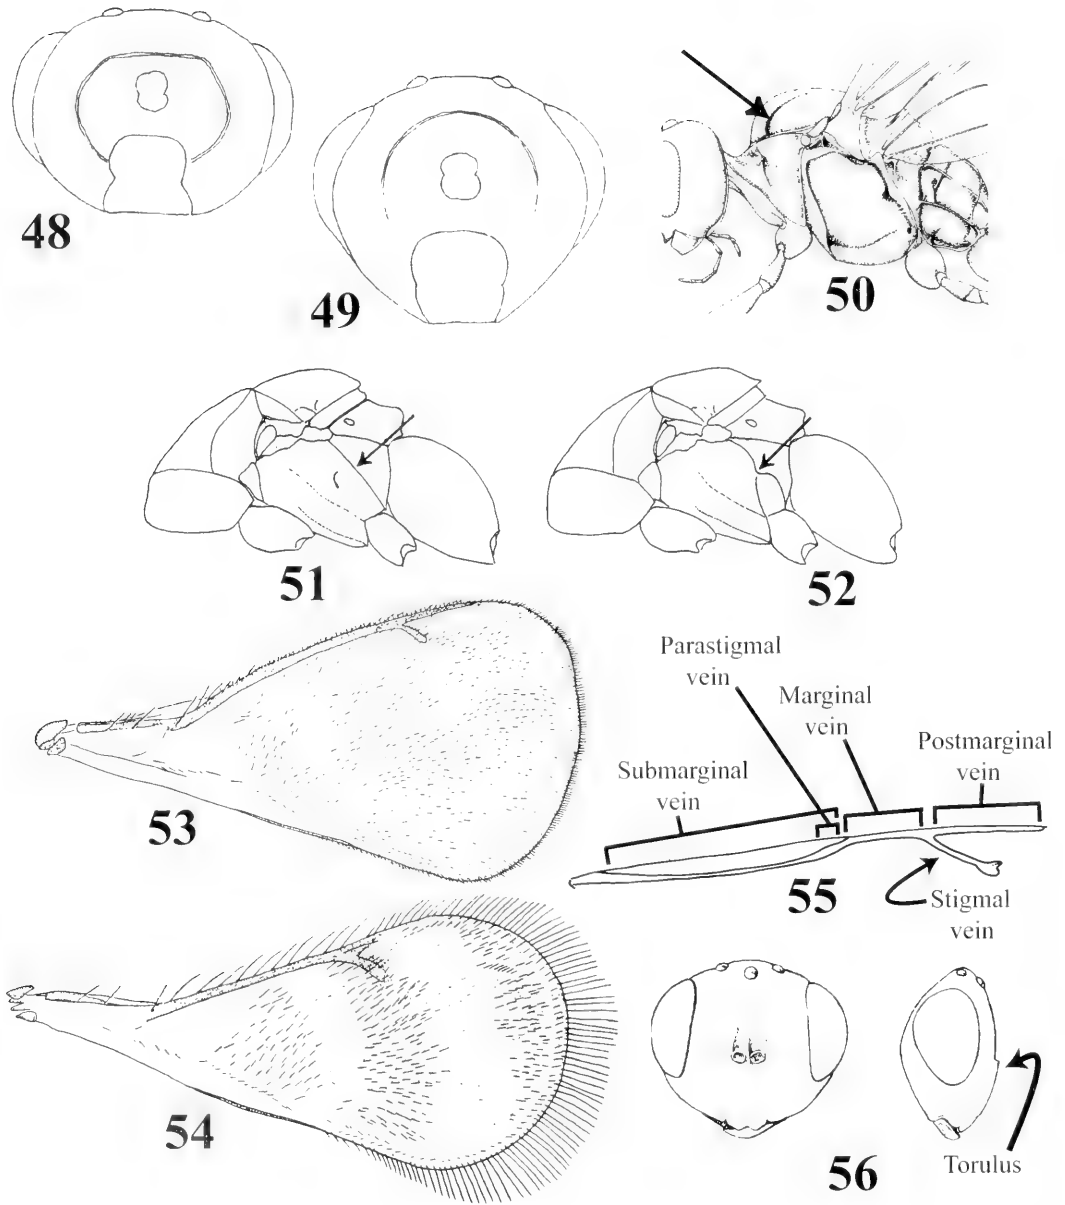 48
49
50
51
52
53
Parastigmal
vein
Marginal
vein
Postmarginal
vein
Submarginal
vein
55
Stigmal
vein
54
56
Torulus